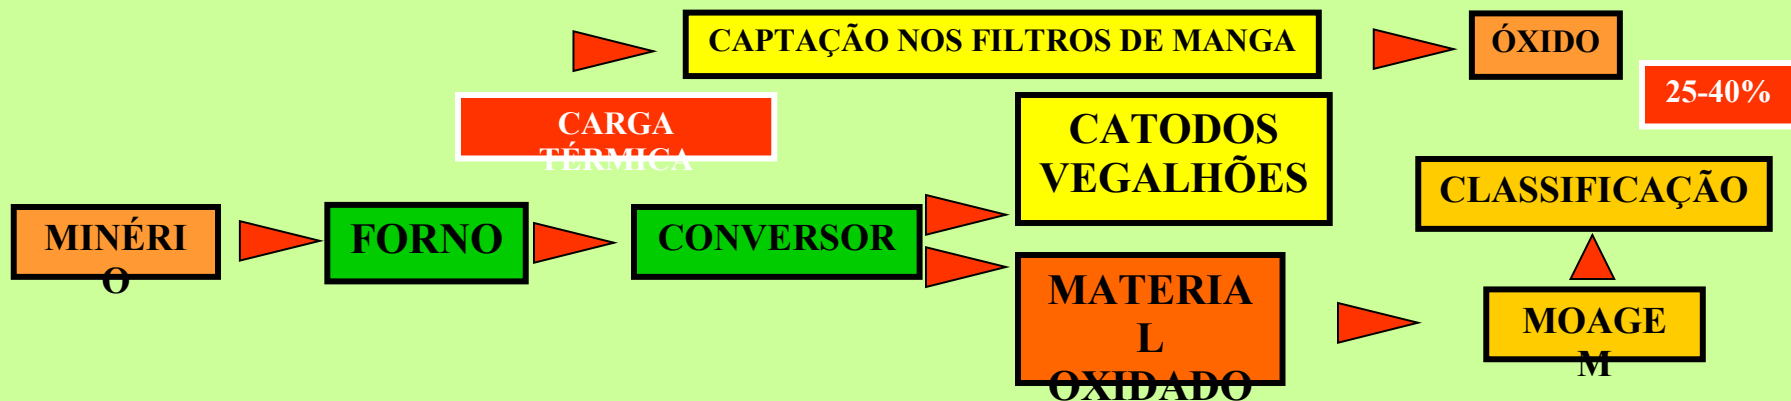 CAPTAÇÃO NOS FILTROS DE MANGA
ÓXIDO
25-40%
CARGA
TÉRMICA
CATODOS
VEGALHÕES
CLASSIFICAÇÃO
MINÉRI
O
FORNO
CONVERSOR
MATERIA
L
OXIDADO
MOAGE
M